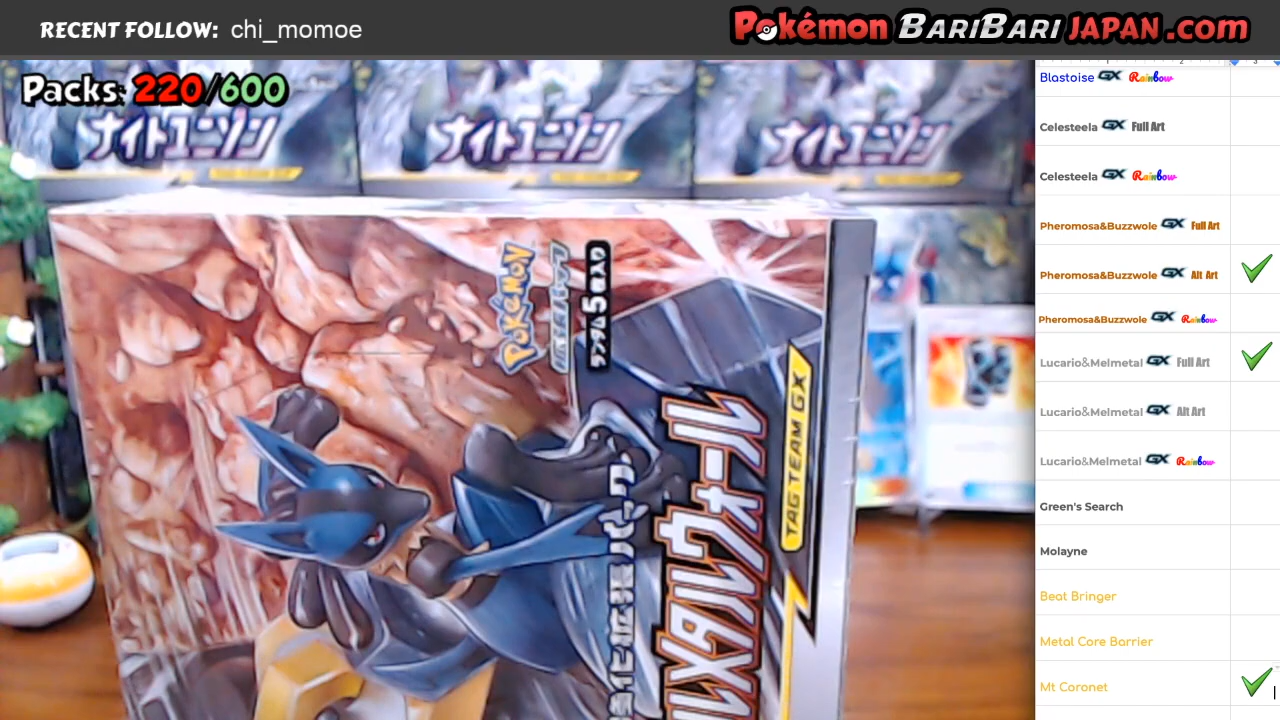 RECENT FOLLOW: chi_momoe
Pokémon BARIBARI JAPAN.com
Packs: 220/600
ナイトユニゾン
ナイトユニゾン
ナイトユニゾン
Pokémon
TAG TEAM GX
Blastoise GX Rainbow
Celesteela GX Full Art
Celesteela GX Rainbow
Pheromosa&Buzzwole GX Full Art
Pheromosa&Buzzwole GX Alt Art
Pheromosa&Buzzwole GX Rainbow
Lucario&Melmetal GX Full Art
Lucario&Melmetal GX Alt Art
Lucario&Melmetal GX Rainbow
Green's Search
Molayne
Beat Bringer
Metal Core Barrier
Mt Coronet